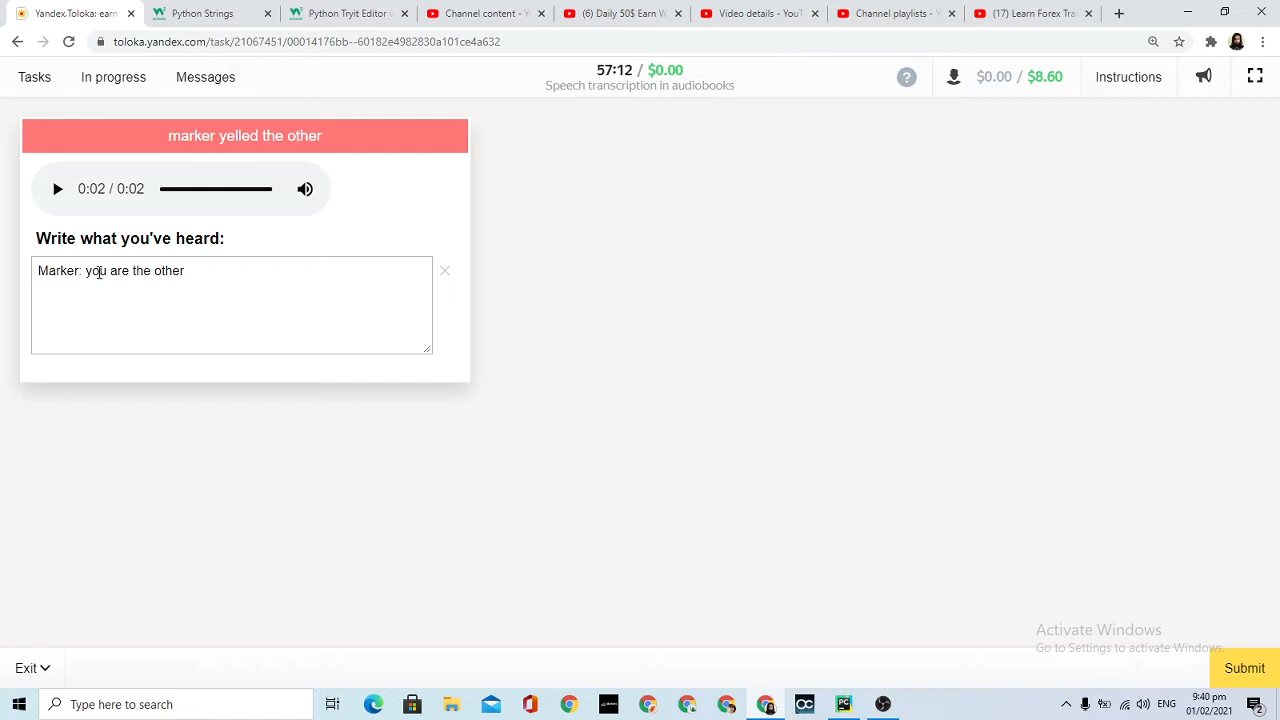 Yandex.Toloka: earn
Python Strings
Python Tryit Editor v
Channel content - Y
(6) Daily 50$ Earn W
Video details - YouT
Channel playlists - Y
(17) Learn Forex Tra
toloka.yandex.com/task/21067451/00014176bb--60182e4982830a101ce4a632
Tasks
In progress
Messages
57:12 / $0.00
Speech transcription in audiobooks
?
$0.00 / $8.60
Instructions
marker yelled the other
0:02 / 0:02
Write what you've heard:
Marker: you are the other
Activate Windows
Go to Settings to activate Windows.
Exit
Submit
Type here to search
ENG
9:40 pm
01/02/2021
2